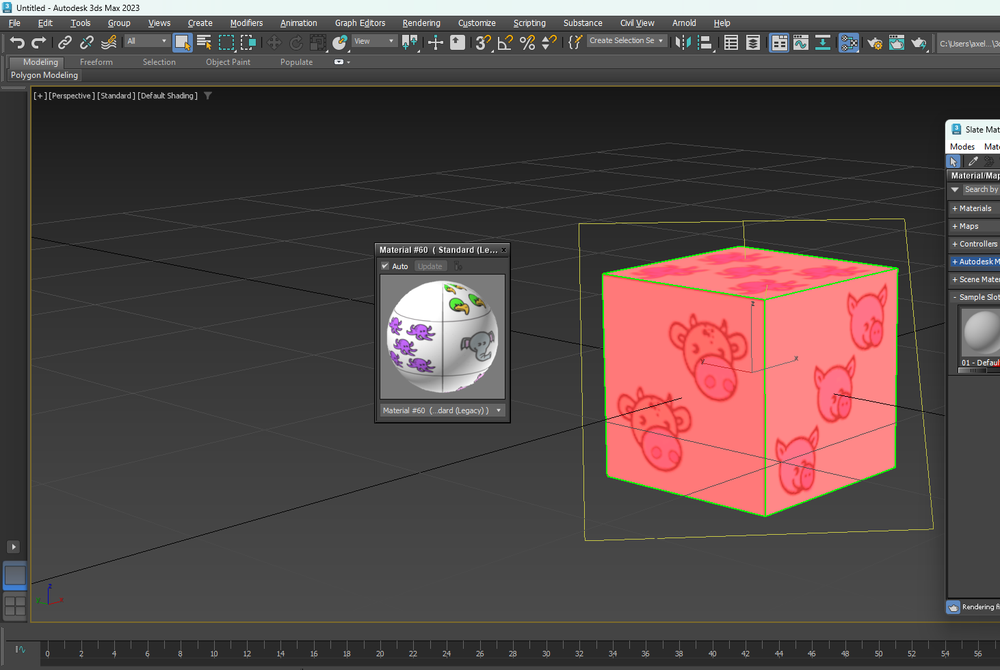 Untitled - Autodesk 3ds Max 2023
File Edit Tools Group Views Create Modifiers Animation Graph Editors Rendering Customize Scripting Substance Civil View Arnold Help
All View 3 Create Selection Se C:\Users\axel...\3d
Modeling Freeform Selection Object Paint Populate
Polygon Modeling
[+] [Perspective] [Standard] [Default Shading]
Slate Mat
Modes Mate
Material/Map
Search by
+ Materials
+ Maps
+ Controllers
+ Autodesk M
+ Scene Mater
- Sample Slot
01 - Defaul
Rendering fi
Material #60 ( Standard (Le... x
Auto Update
Material #60 (...dard (Legacy) )
z
x
y
z
y x
0 2 4 6 8 10 12 14 16 18 20 22 24 26 28 30 32 34 36 38 40 42 44 46 48 50 52 54 56